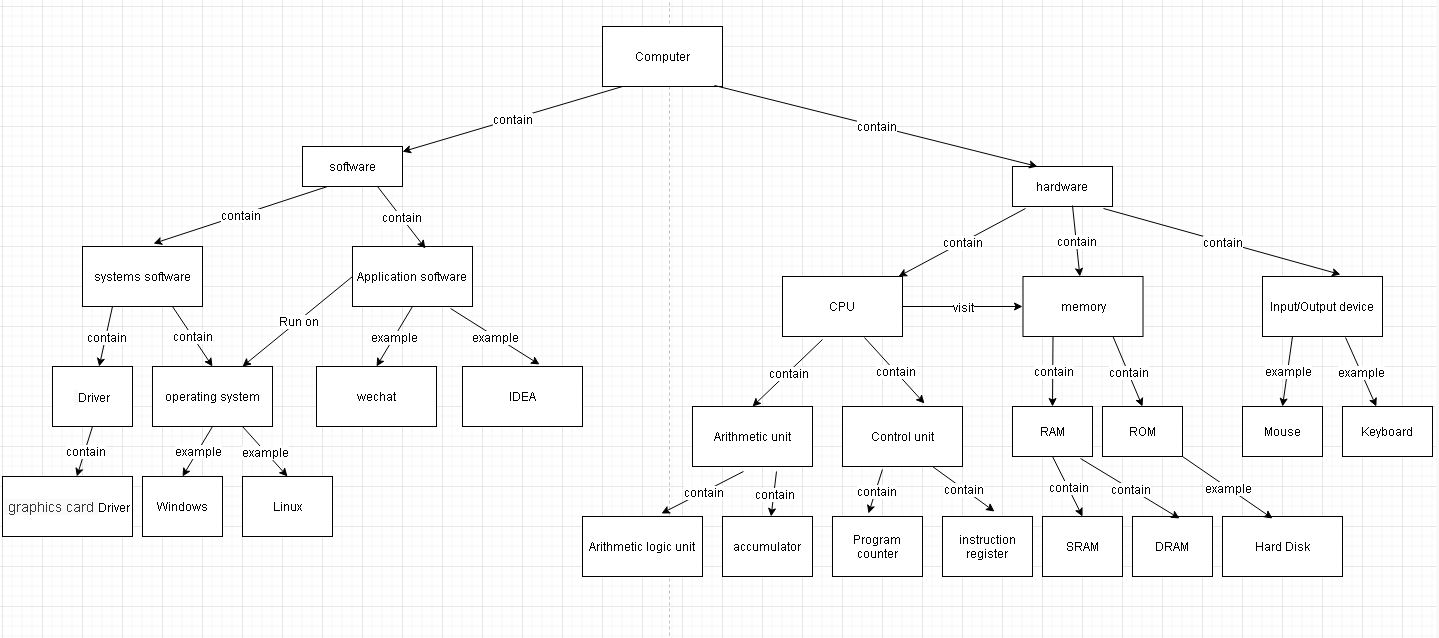 Computer
contain
contain
software
hardware
contain
contain
contain
contain
contain
systems software
Application software
CPU
visit
memory
Input/Output device
Run on
contain
contain
example
example
contain
contain
contain
contain
example
example
Driver
operating system
wechat
IDEA
Arithmetic unit
Control unit
RAM
ROM
Mouse
Keyboard
contain
example
example
contain
contain
contain
contain
contain
contain
example
graphics card Driver
Windows
Linux
Arithmetic logic unit
accumulator
Program
counter
instruction
register
SRAM
DRAM
Hard Disk